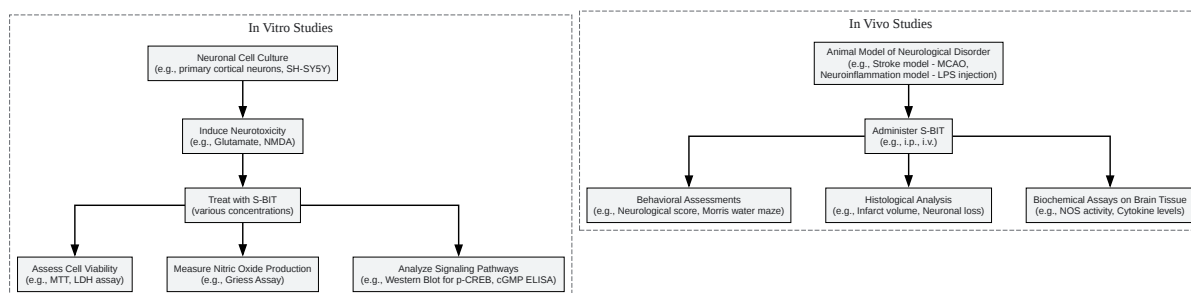 In Vitro Studies
Neuronal Cell Culture
(e.g., primary cortical neurons, SH-SY5Y)
Induce Neurotoxicity
(e.g., Glutamate, NMDA)
Treat with S-BIT
(various concentrations)
Assess Cell Viability
(e.g., MTT, LDH assay)
Measure Nitric Oxide Production
(e.g., Griess Assay)
Analyze Signaling Pathways
(e.g., Western Blot for p-CREB, cGMP ELISA)
In Vivo Studies
Animal Model of Neurological Disorder
(e.g., Stroke model - MCAO,
Neuroinflammation model - LPS injection)
Administer S-BIT
(e.g., i.p., i.v.)
Behavioral Assessments
(e.g., Neurological score, Morris water maze)
Histological Analysis
(e.g., Infarct volume, Neuronal loss)
Biochemical Assays on Brain Tissue
(e.g., NOS activity, Cytokine levels)